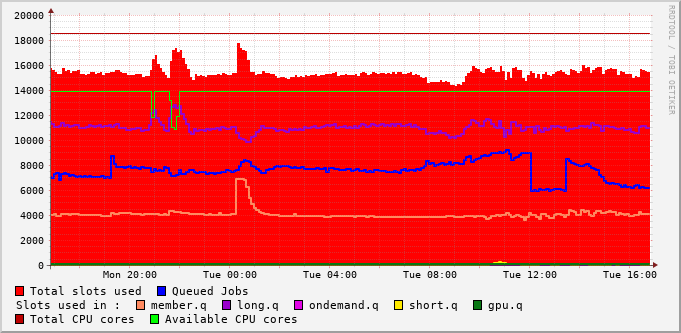 20000
18000
16000
14000
12000
10000
8000
6000
4000
2000
0
Mon 20:00 Tue 00:00 Tue 04:00 Tue 08:00 Tue 12:00 Tue 16:00
Total slots used Queued Jobs
Slots used in : member.q long.q ondemand.q short.q gpu.q
Total CPU cores Available CPU cores
RRDTOOL / TOBI OETIKER